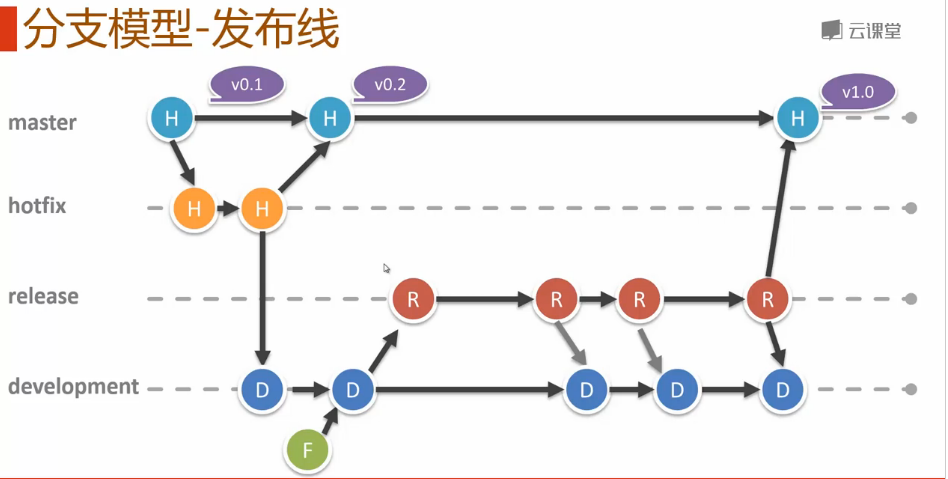 分支模型-发布线
云课堂
v0.1
v0.2
v1.0
master
H
H
H
hotfix
H
H
release
R
R
R
R
development
D
D
D
D
D
F